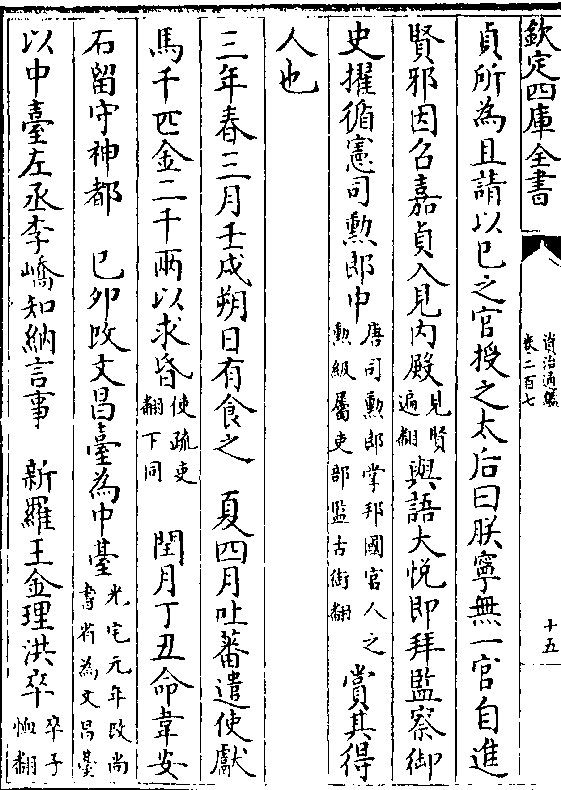 欽定四庫全書
資治通鑑
卷二百七
十五
貞所為且請以已之官授之太后曰朕寧無一官自進
賢邪因召嘉貞入見内殿見賢遍翻與語大悦即拜監察御
史擢循憲司勲郎中唐司勲郎掌邦國官人之勲級屬吏部監古銜翻賞其得
人也
三年春三月壬戌朔日有食之　夏四月吐蕃遣使獻
馬千匹金二千兩以求昏使疏吏翻下同　閏月丁丑命韋安
石留守神都　已卯改文昌臺為中臺光宅元年改尚書省為文昌臺
以中臺左丞李嶠知納言事　新羅王金理洪卒卒子恤翻